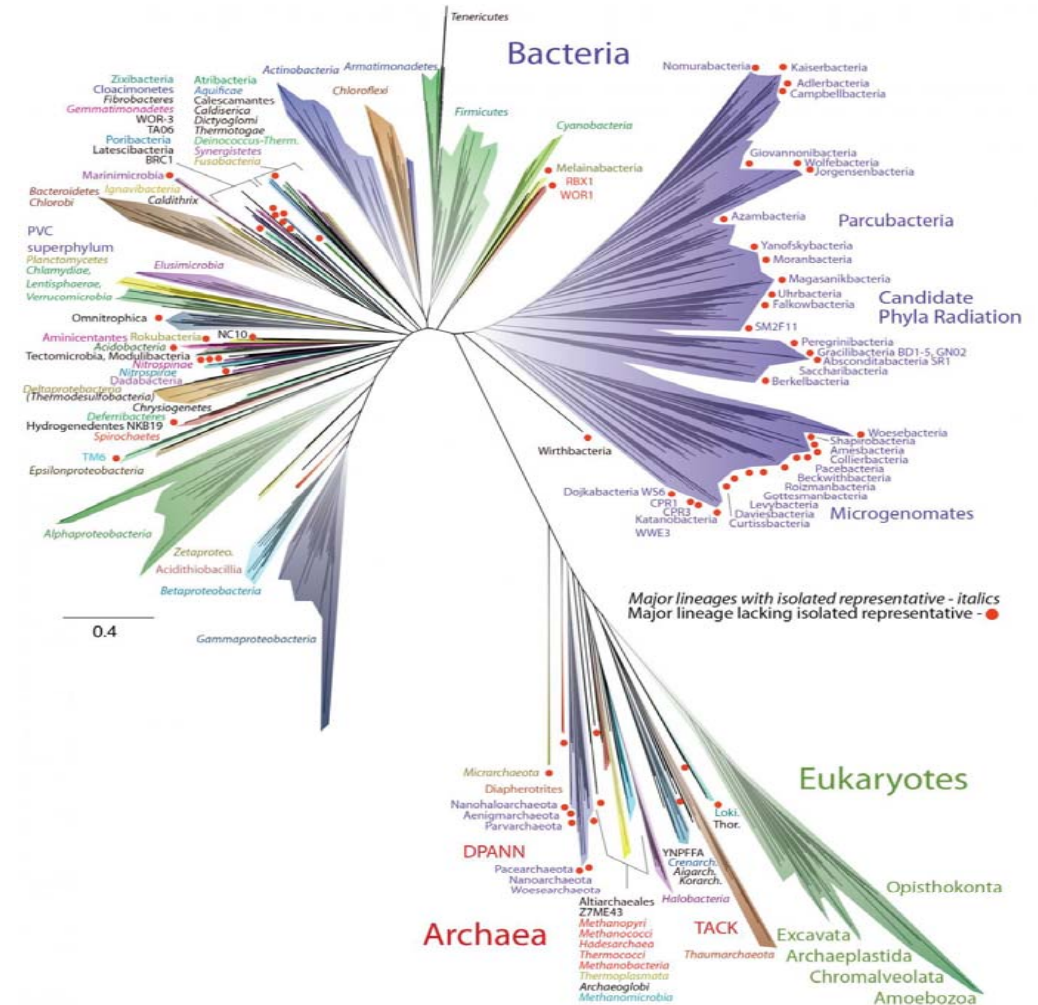 Tenericutes
Bacteria
Actinobacteria
Armatimonadetes
Nomurabacteria
Kaiserbacteria
Zixibacteria
Cloacimonetes
Fibrobacteres
Gemmatimonadetes
WOR-3
TA06
Poribacteria
Latescibacteria
BRC1
Atribacteria
Aquificae
Calescamantes
Caldiserica
Dictyoglomi
Thermotogae
Deinococcus-Therm.
Synergistetes
Fusobacteria
Chloroflexi
Firmicutes
Cyanobacteria
Melainabacteria
RBX1
WOR1
Adlerbacteria
Campbellbacteria
Giovannonibacteria
Wolfebacteria
Jorgensenbacteria
Marinimicrobia
Bacteroidetes
Chlorobi
Ignavibacteria
Caldithrix
Azambacteria
Parcubacteria
PVC
superphylum
Planctomycetes
Chlamydiae,
Lentisphaerae,
Verrucomicrobia
Elusimicrobia
Yanofskybacteria
Moranbacteria
Magasanikbacteria
Uhrbacteria
Falkowbacteria
Candidate
Phyla Radiation
SM2F11
Omnitrophica
Aminicentantes
Rokubacteria
NC10
Acidobacteria
Tectomicrobia, Modulibacteria
Nitrospinae
Nitrospirae
Dadabacteria
Deltaprotebacteria
(Thermodesulfobacteria)
Chrysiogenetes
Deferribacteres
Hydrogenedentes NKB19
Spirochaetes
TM6
Epsilonproteobacteria
Peregrinibacteria
Gracilibacteria BD1-5, GN02
Absconditabacteria SR1
Saccharibacteria
Berkelbacteria
Woesebacteria
Shapirobacteria
Amesbacteria
Collierbacteria
Pacebacteria
Beckwithbacteria
Roizmanbacteria
Gottesmanbacteria
Levybacteria
Daviesbacteria
Curtissbacteria
Microgenomates
Wirthbacteria
Dojkabacteria WS6
CPR1
CPR3
Katanobacteria
WWE3
Alphaproteobacteria
Zetaproteo.
Acidithiobacillia
Betaproteobacteria
Gammaproteobacteria
0.4
Major lineages with isolated representative - italics
Major lineage lacking isolated representative -
Micrarchaeota
Diapherotrites
Nanohaloarchaeota
Aenigmarchaeota
Parvarchaeota
DPANN
Pacearchaeota
Nanoarchaeota
Woesearchaeota
Archaea
Altiarchaeales
Z7ME43
Methanopyri
Methanococci
Hadesarchaea
Thermococci
Methanobacteria
Thermoplasmata
Archaeoglobi
Methanomicrobia
Halobacteria
YNPFFA
Crenarch.
Aigarch.
Korarch.
Loki.
Thor.
TACK
Thaumarchaeota
Eukaryotes
Opisthokonta
Excavata
Archaeplastida
Chromalveolata
Amoebozoa